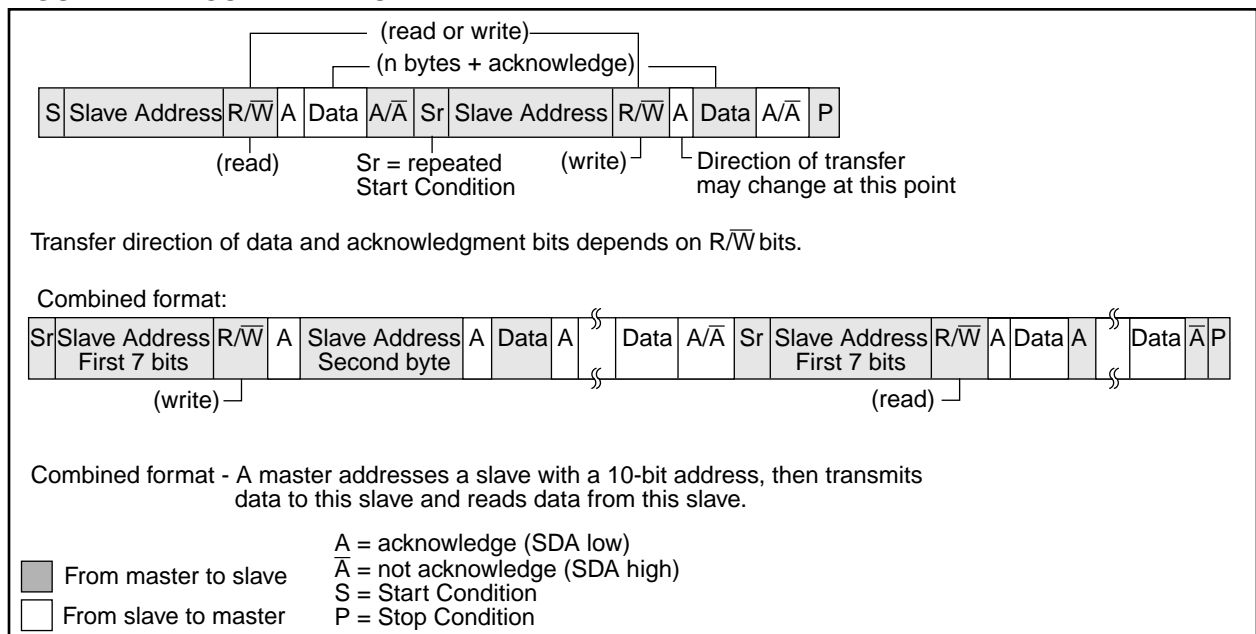 (read or write)
(n bytes + acknowledge)
S Slave Address R/W̅ A Data A/A̅ Sr Slave Address R/W̅ A Data A/A̅ P
(read) Sr = repeated Start Condition (write) Direction of transfer may change at this point
Transfer direction of data and acknowledgment bits depends on R/W̅ bits.
Combined format:
Sr Slave Address First 7 bits R/W̅ A Slave Address Second byte A Data A Data A/A̅ Sr Slave Address First 7 bits R/W̅ A Data A Data A̅ P
(write) (read)
Combined format - A master addresses a slave with a 10-bit address, then transmits
data to this slave and reads data from this slave.
A = acknowledge (SDA low)
A̅ = not acknowledge (SDA high)
S = Start Condition
P = Stop Condition
From master to slave
From slave to master